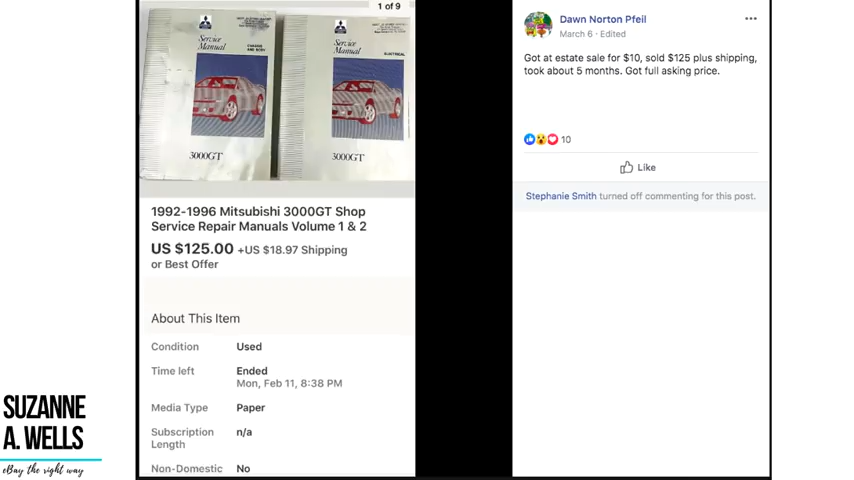 1 of 9
Service
Manual
CHASSIS
AND BODY
3000GT
Service
Manual
ELECTRICAL
3000GT
1992-1996 Mitsubishi 3000GT Shop
Service Repair Manuals Volume 1 & 2
US $125.00 +US $18.97 Shipping
or Best Offer
About This Item
Condition Used
Time left Ended
Mon, Feb 11, 8:38 PM
Media Type Paper
Subscription n/a
Length
Non-Domestic No
Dawn Norton Pfeil
March 6 · Edited
Got at estate sale for $10, sold $125 plus shipping,
took about 5 months. Got full asking price.
10
Like
Stephanie Smith turned off commenting for this post.
SUZANNE
A. WELLS
eBay the right way